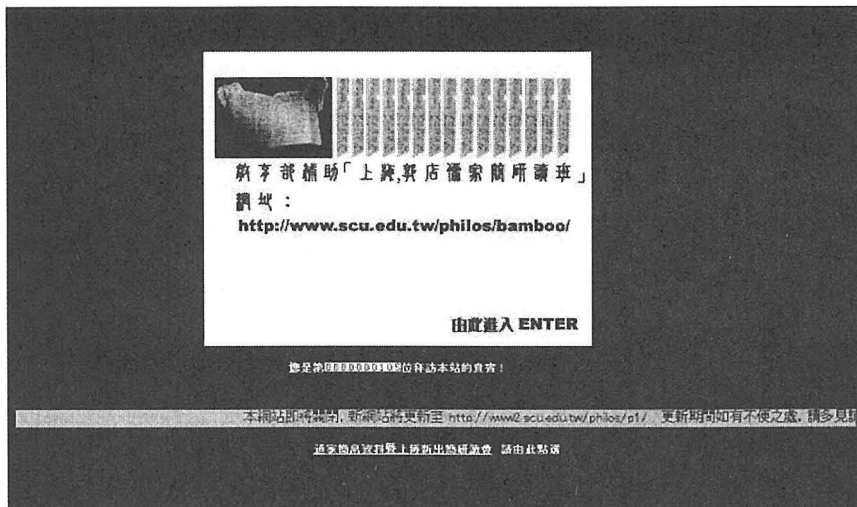 教育部補助「上海,郭店儒家簡研讀班」
網址：
http://www.scu.edu.tw/philos/bamboo/
由此進入 ENTER
您是第0000000109位拜訪本站的貴賓！
本網站即將關閉,新網站將更新至 http://www2.scu.edu.tw/philos/p1/ 更新期間如有不便之處,請多見諒
道家簡帛資料暨上海新出簡研讀會 請由此點選